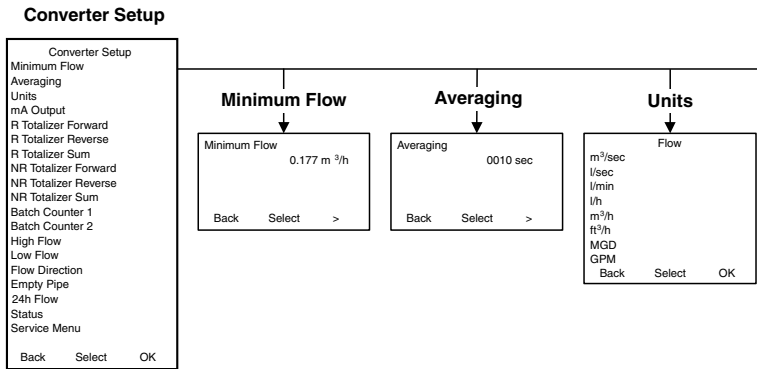 Converter Setup
Converter Setup
Minimum Flow
Averaging
Units
mA Output
R Totalizer Forward
R Totalizer Reverse
R Totalizer Sum
NR Totalizer Forward
NR Totalizer Reverse
NR Totalizer Sum
Batch Counter 1
Batch Counter 2
High Flow
Low Flow
Flow Direction
Empty Pipe
24h Flow
Status
Service Menu
Back Select OK
Minimum Flow
Minimum Flow
0.177 m ³/h
Back Select >
Averaging
Averaging
0010 sec
Back Select >
Units
Flow
m³/sec
l/sec
l/min
l/h
m³/h
ft³/h
MGD
GPM
Back Select OK